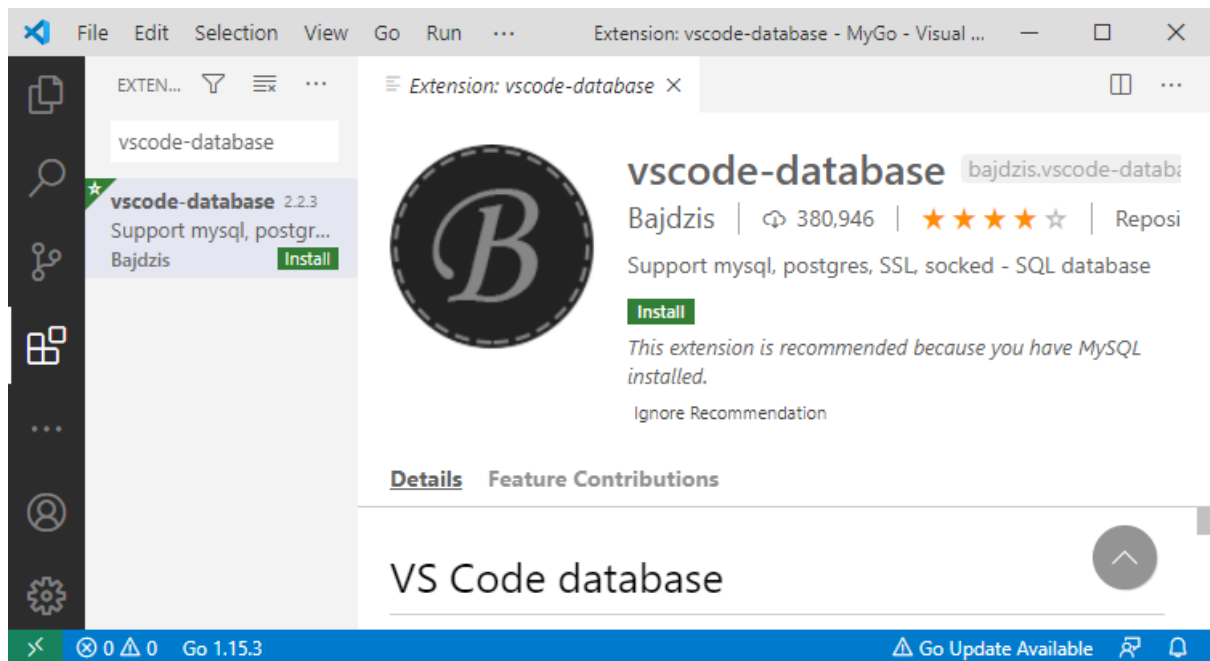 File Edit Selection View Go Run ··· Extension: vscode-database - MyGo - Visual ...
EXTEN... ···
Extension: vscode-database
···
vscode-database
vscode-database 2.2.3
Support mysql, postgr...
Bajdzis Install
B
vscode-database bajdzis.vscode-databa
Bajdzis 380,946 Reposi
Support mysql, postgres, SSL, socked - SQL database
Install
This extension is recommended because you have MySQL
installed.
Ignore Recommendation
Details Feature Contributions
VS Code database
0 0 Go 1.15.3 Go Update Available